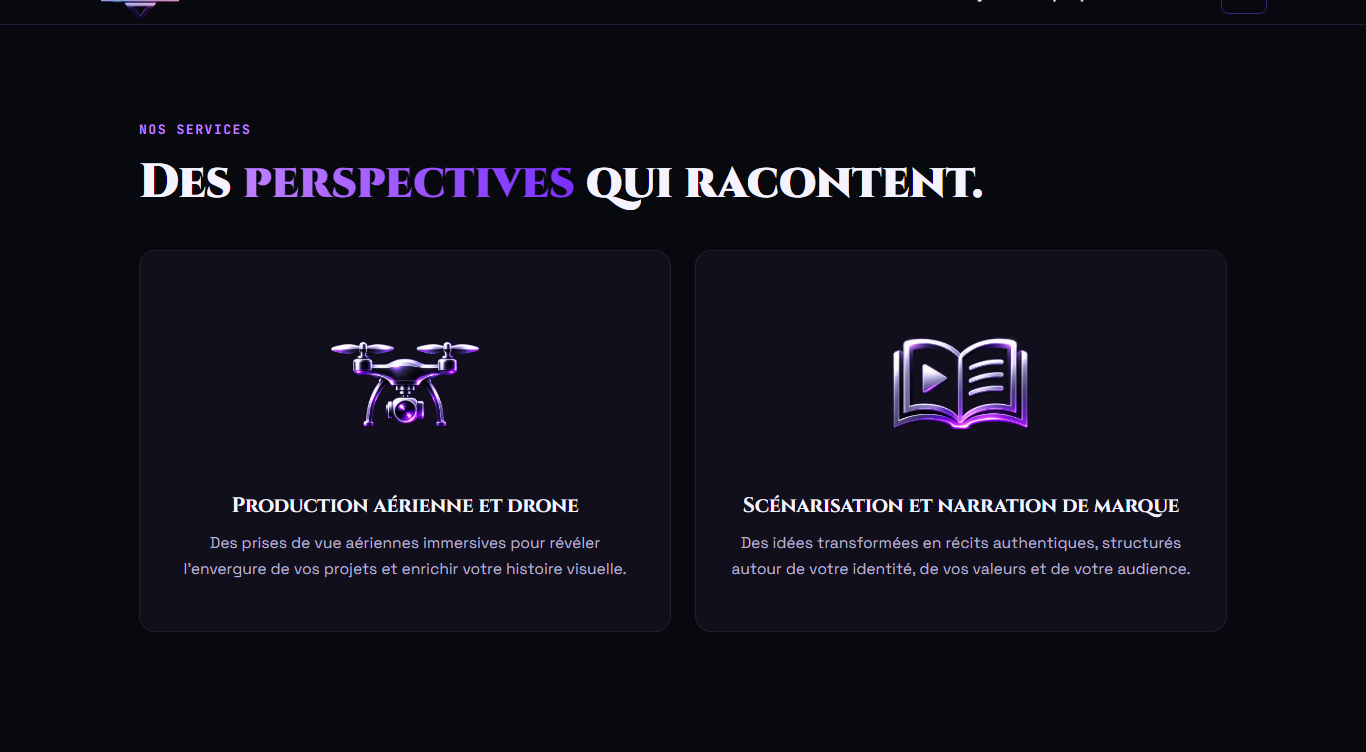 NOS SERVICES
Des perspectives qui racontent.
Production aérienne et drone
Des prises de vue aériennes immersives pour révéler
l'envergure de vos projets et enrichir votre histoire visuelle.
Scénarisation et narration de marque
Des idées transformées en récits authentiques, structurés
autour de votre identité, de vos valeurs et de votre audience.